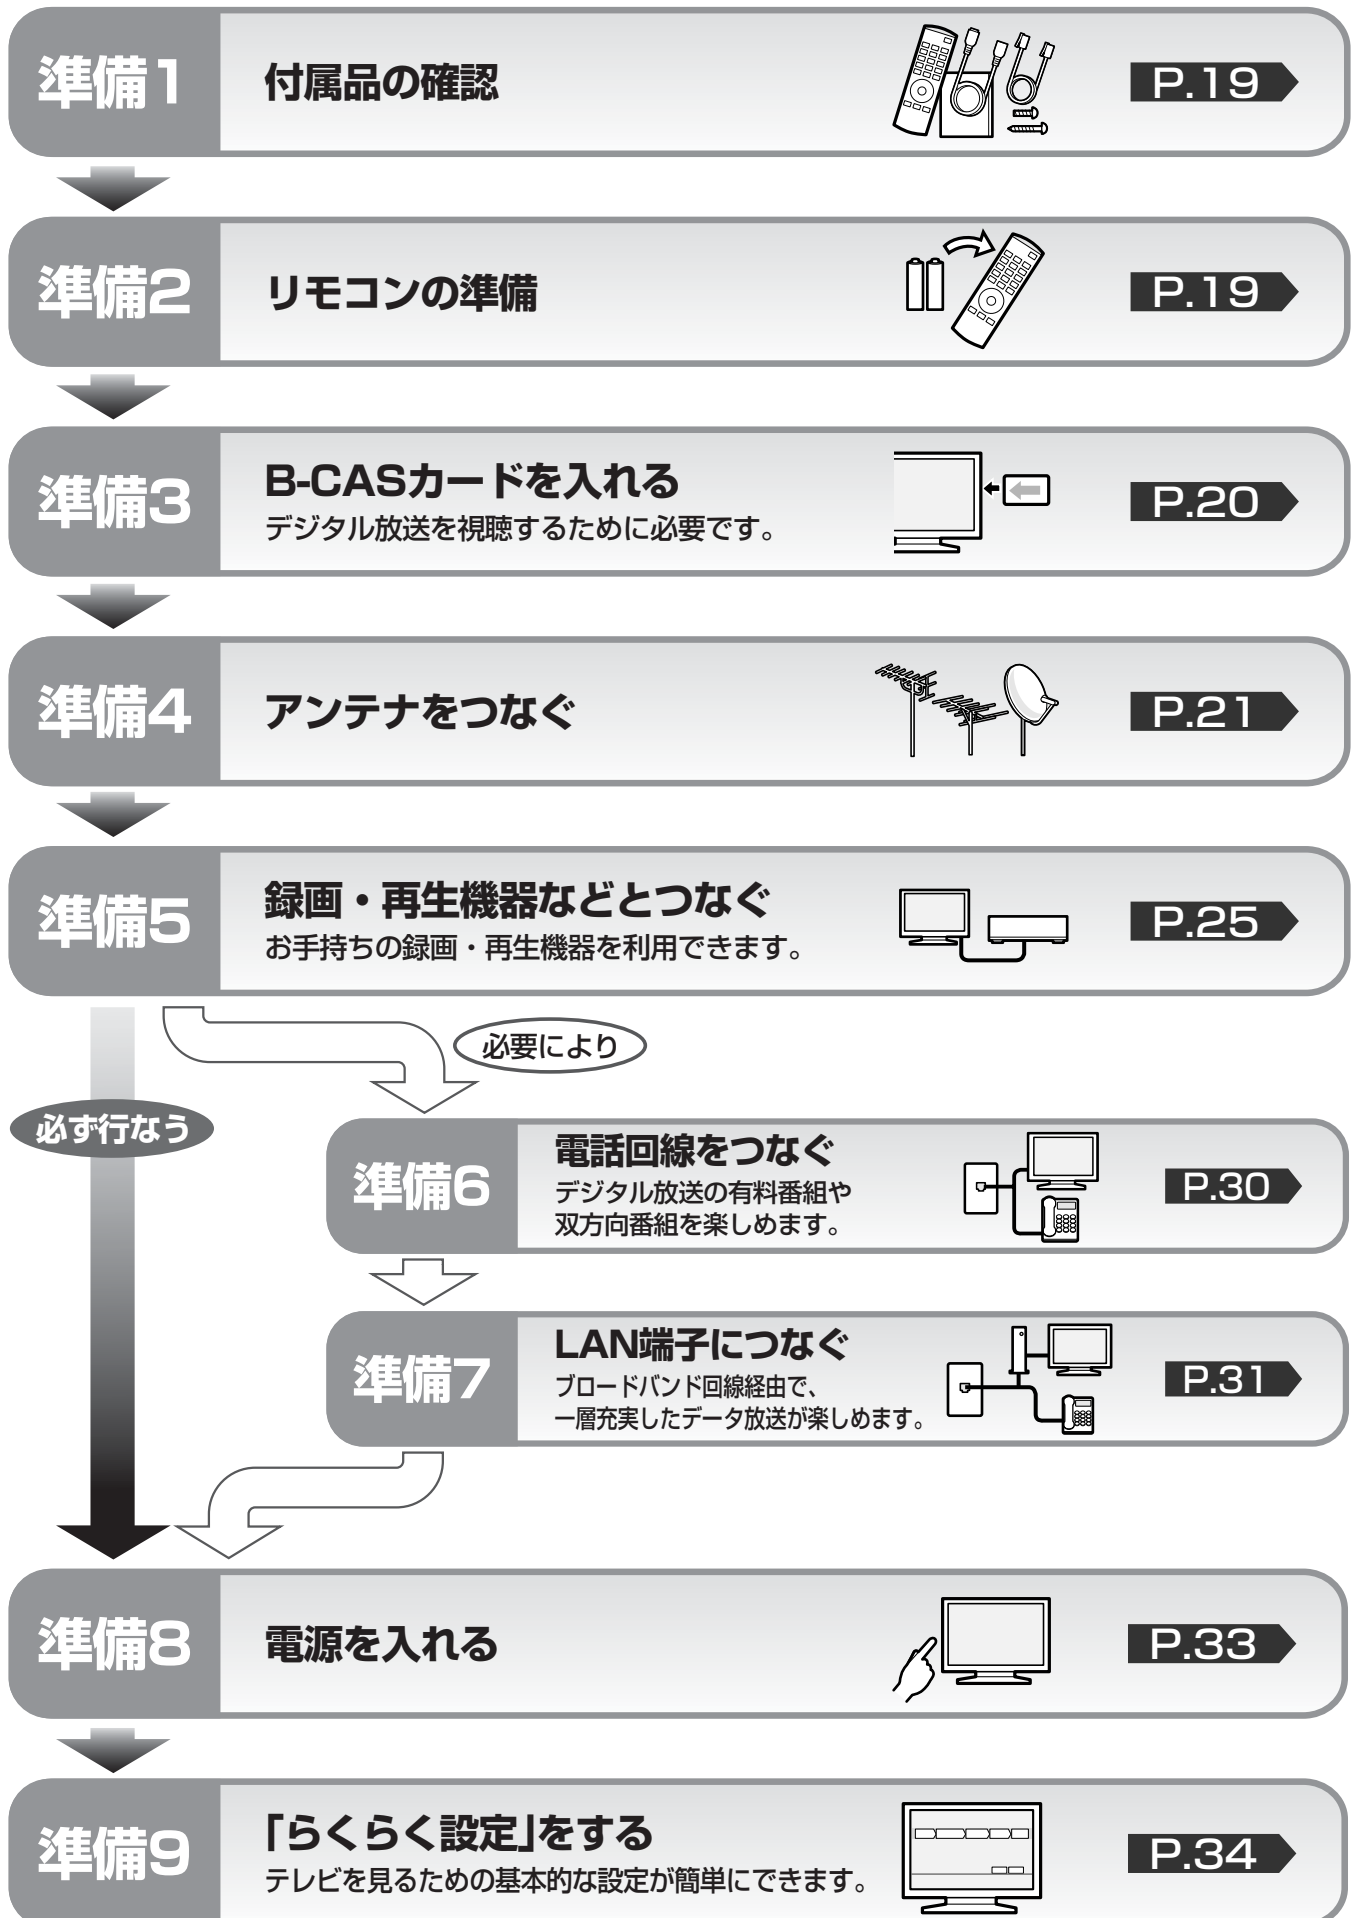 準備1
付属品の確認
P.19
準備2
リモコンの準備
P.19
準備3
B-CASカードを入れる
デジタル放送を視聴するために必要です。
P.20
準備4
アンテナをつなぐ
P.21
準備5
録画・再生機器などとつなぐ
お手持ちの録画・再生機器を利用できます。
P.25
必要により
必ず行なう
準備6
電話回線をつなぐ
デジタル放送の有料番組や
双方向番組を楽しめます。
P.30
準備7
LAN端子につなぐ
ブロードバンド回線経由で、
一層充実したデータ放送が楽しめます。
P.31
準備8
電源を入れる
P.33
準備9
「らくらく設定」をする
テレビを見るための基本的な設定が簡単にできます。
P.34